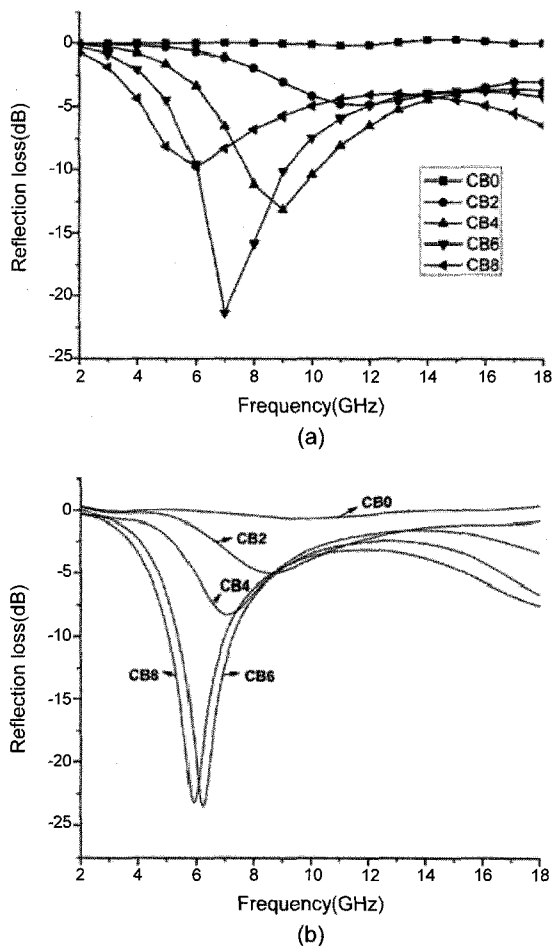 Reflection loss(dB)
0
-5
-10
-15
-20
-25
CB0
CB2
CB4
CB6
CB8
2 4 6 8 10 12 14 16 18
Frequency(GHz)
(a)
Reflection loss(dB)
0
-5
-10
-15
-20
-25
CB0
CB2
CB4
CB8
CB6
2 4 6 8 10 12 14 16 18
Frequency(GHz)
(b)